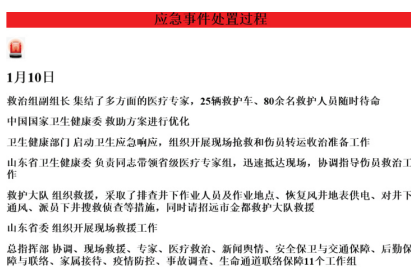 应急事件处置过程
1月10日
救治组副组长 集结了多方面的医疗专家，25辆救护车、80余名救护人员随时待命
中国国家卫生健康委 救助方案进行优化
卫生健康部门 启动卫生应急响应，组织开展现场抢救和伤员转运收治准备工作
山东省卫生健康委 负责同志带领省级医疗专家组，迅速抵达现场，协调指导伤员救治工
作
救护大队 组织救援，采取了排查井下作业人员及作业地点、恢复风井地表供电、对井下
通风、派员下井搜救侦查等措施，同时请招远市金都救护大队救援
山东省委 组织开展现场救援工作
总指挥部 协调、现场救援、专家、医疗救治、新闻舆情、安全保卫与交通保障、后勤保
障与联络、家属接待、疫情防控、事故调查、生命通道联络保障11个工作组